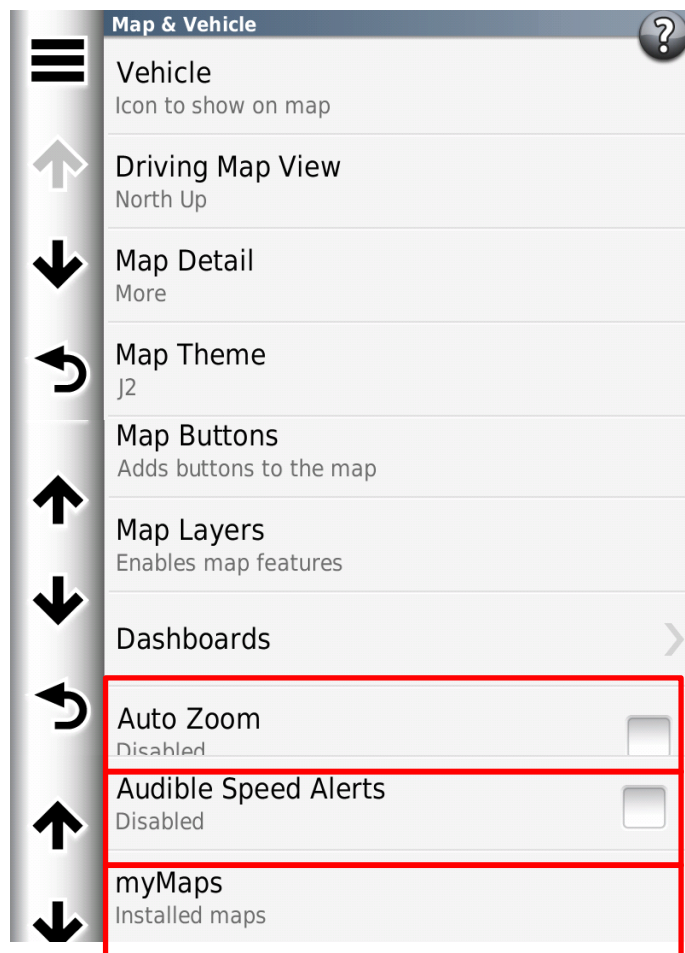 Map & Vehicle
?
Vehicle
Icon to show on map
Driving Map View
North Up
Map Detail
More
Map Theme
J2
Map Buttons
Adds buttons to the map
Map Layers
Enables map features
Dashboards
Auto Zoom
Disabled
Audible Speed Alerts
Disabled
myMaps
Installed maps